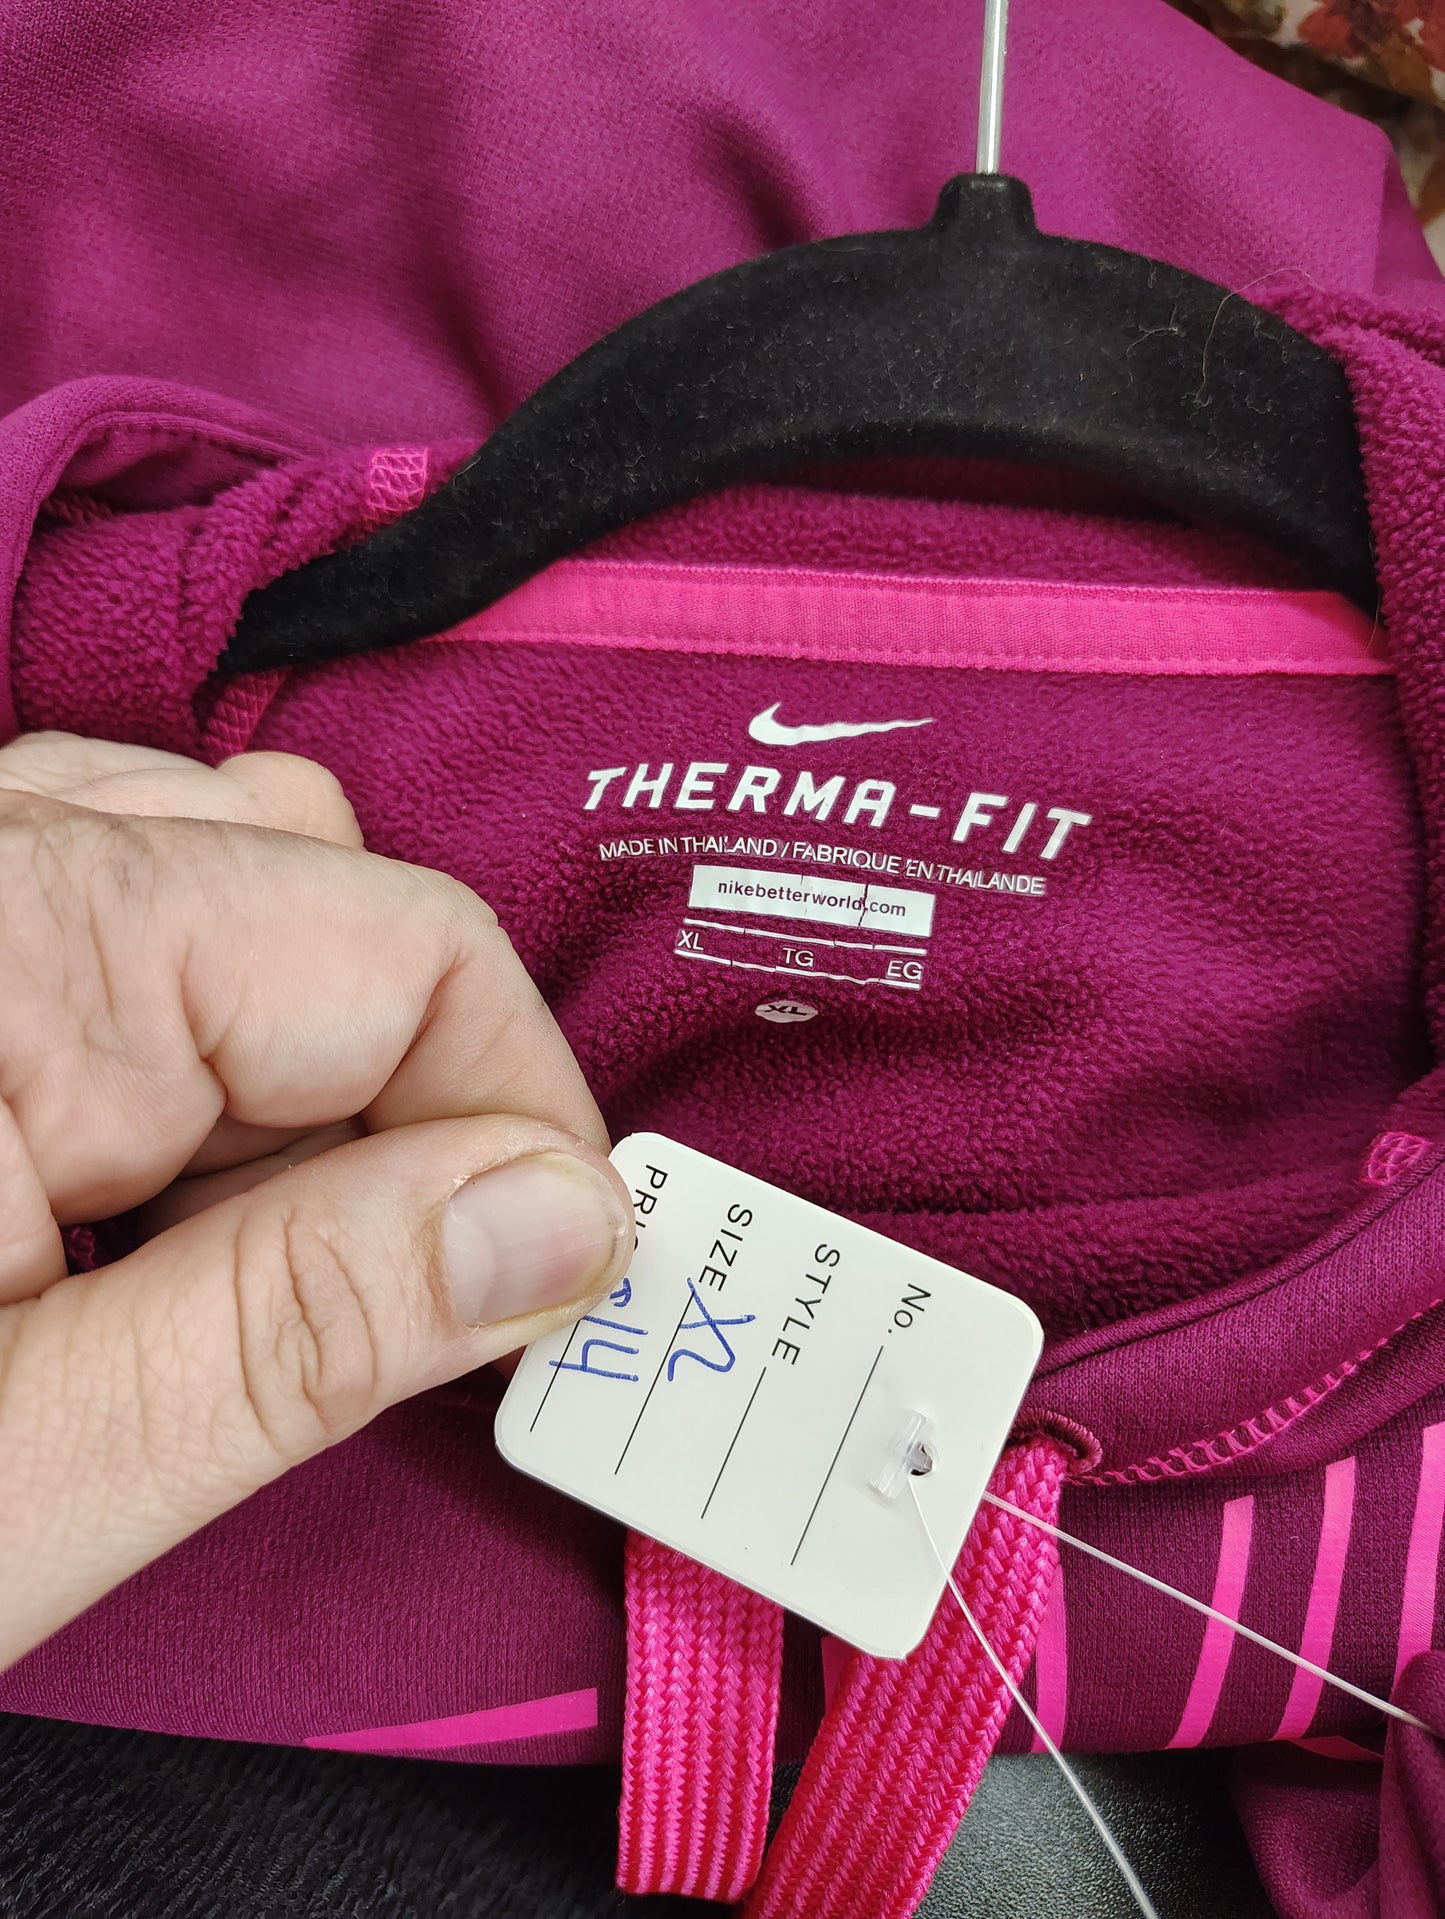 THERMA-FIT
MADE IN THAILAND / FABRIQUE EN THAILANDE
nikebetterworld.com
XL TG EG
XL
No.
STYLE
SIZE XL
14